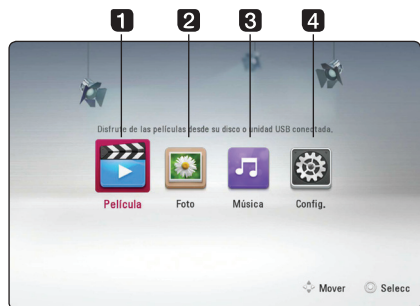 1 2 3 4
Disfrute de las películas desde su disco o unidad USB conectada.
Película Foto Música Config.
Mover Selecc